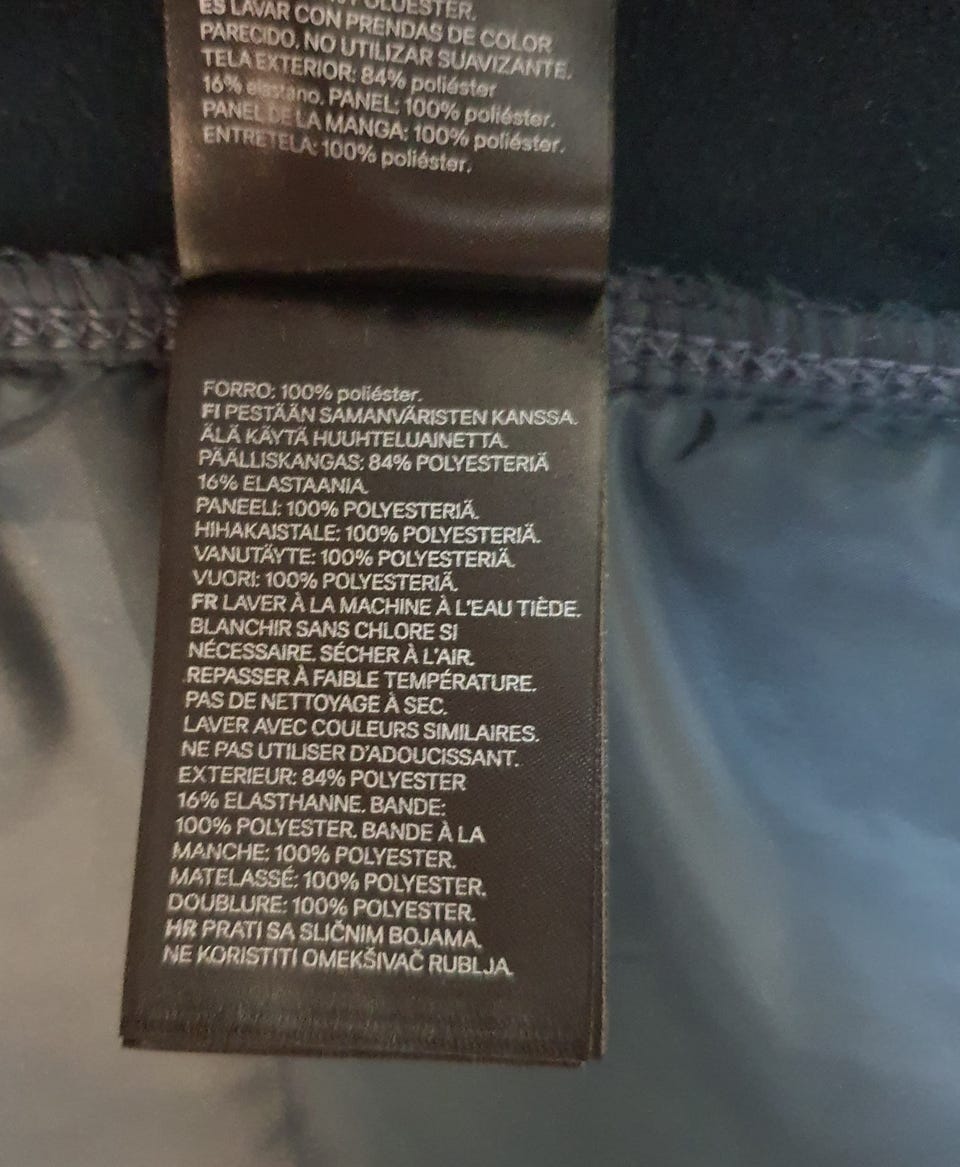 ES LAVAR CON PRENDAS DE COLOR
PARECIDO. NO UTILIZAR SUAVIZANTE.
TELA EXTERIOR: 84% poliéster
16% elastano. PANEL: 100% poliéster.
PANEL DE LA MANGA: 100% poliéster.
ENTRETELA: 100% poliéster.
FORRO: 100% poliéster.
FI PESTÄÄN SAMANVÄRISTEN KANSSA.
ÄLÄ KÄYTÄ HUUHTELUAINETTA.
PÄÄLLISKANGAS: 84% POLYESTERIÄ
16% ELASTAANIA.
PANEELI: 100% POLYESTERIÄ.
HIHAKAISTALE: 100% POLYESTERIÄ.
VANUTÄYTE: 100% POLYESTERIÄ.
VUORI: 100% POLYESTERIÄ.
FR LAVER À LA MACHINE À L'EAU TIÈDE.
BLANCHIR SANS CHLORE SI
NÉCESSAIRE. SÉCHER À L'AIR.
REPASSER À FAIBLE TEMPÉRATURE.
PAS DE NETTOYAGE À SEC.
LAVER AVEC COULEURS SIMILAIRES.
NE PAS UTILISER D'ADOUCISSANT.
EXTERIEUR: 84% POLYESTER
16% ELASTHANNE. BANDE:
100% POLYESTER. BANDE À LA
MANCHE: 100% POLYESTER.
MATELASSÉ: 100% POLYESTER.
DOUBLURE: 100% POLYESTER.
HR PRATI SA SLIČNIM BOJAMA.
NE KORISTITI OMEKŠIVAČ RUBLJA.